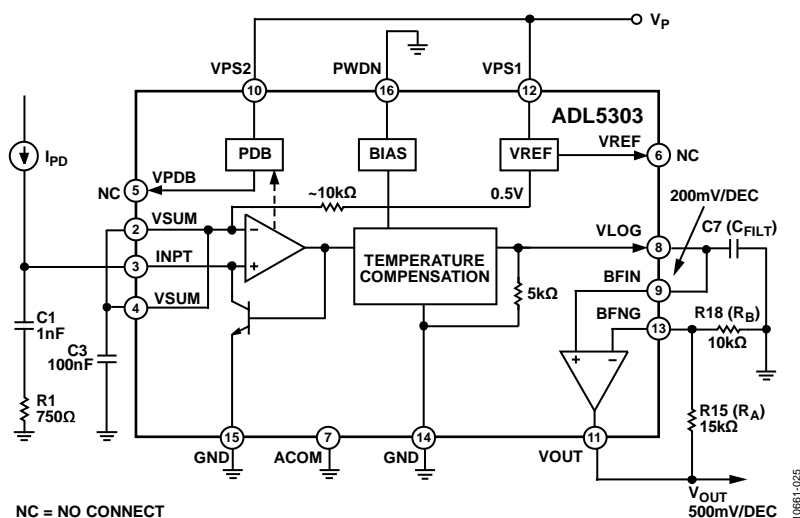 V_P
VPS2
PWDN
VPS1
10
16
12
ADL5303
I_PD
PDB
BIAS
VREF
VREF
6
NC
NC
5
VPDB
~10kΩ
0.5V
200mV/DEC
2
VSUM
C7 (C_FILT)
VLOG
8
3
INPT
TEMPERATURE
COMPENSATION
BFIN
9
4
VSUM
5kΩ
BFNG
13
R18 (R_B)
10kΩ
C1
1nF
C3
100nF
R1
750Ω
R15 (R_A)
15kΩ
15
7
14
11
GND
ACOM
GND
VOUT
V_OUT
500mV/DEC
NC = NO CONNECT
10661-025